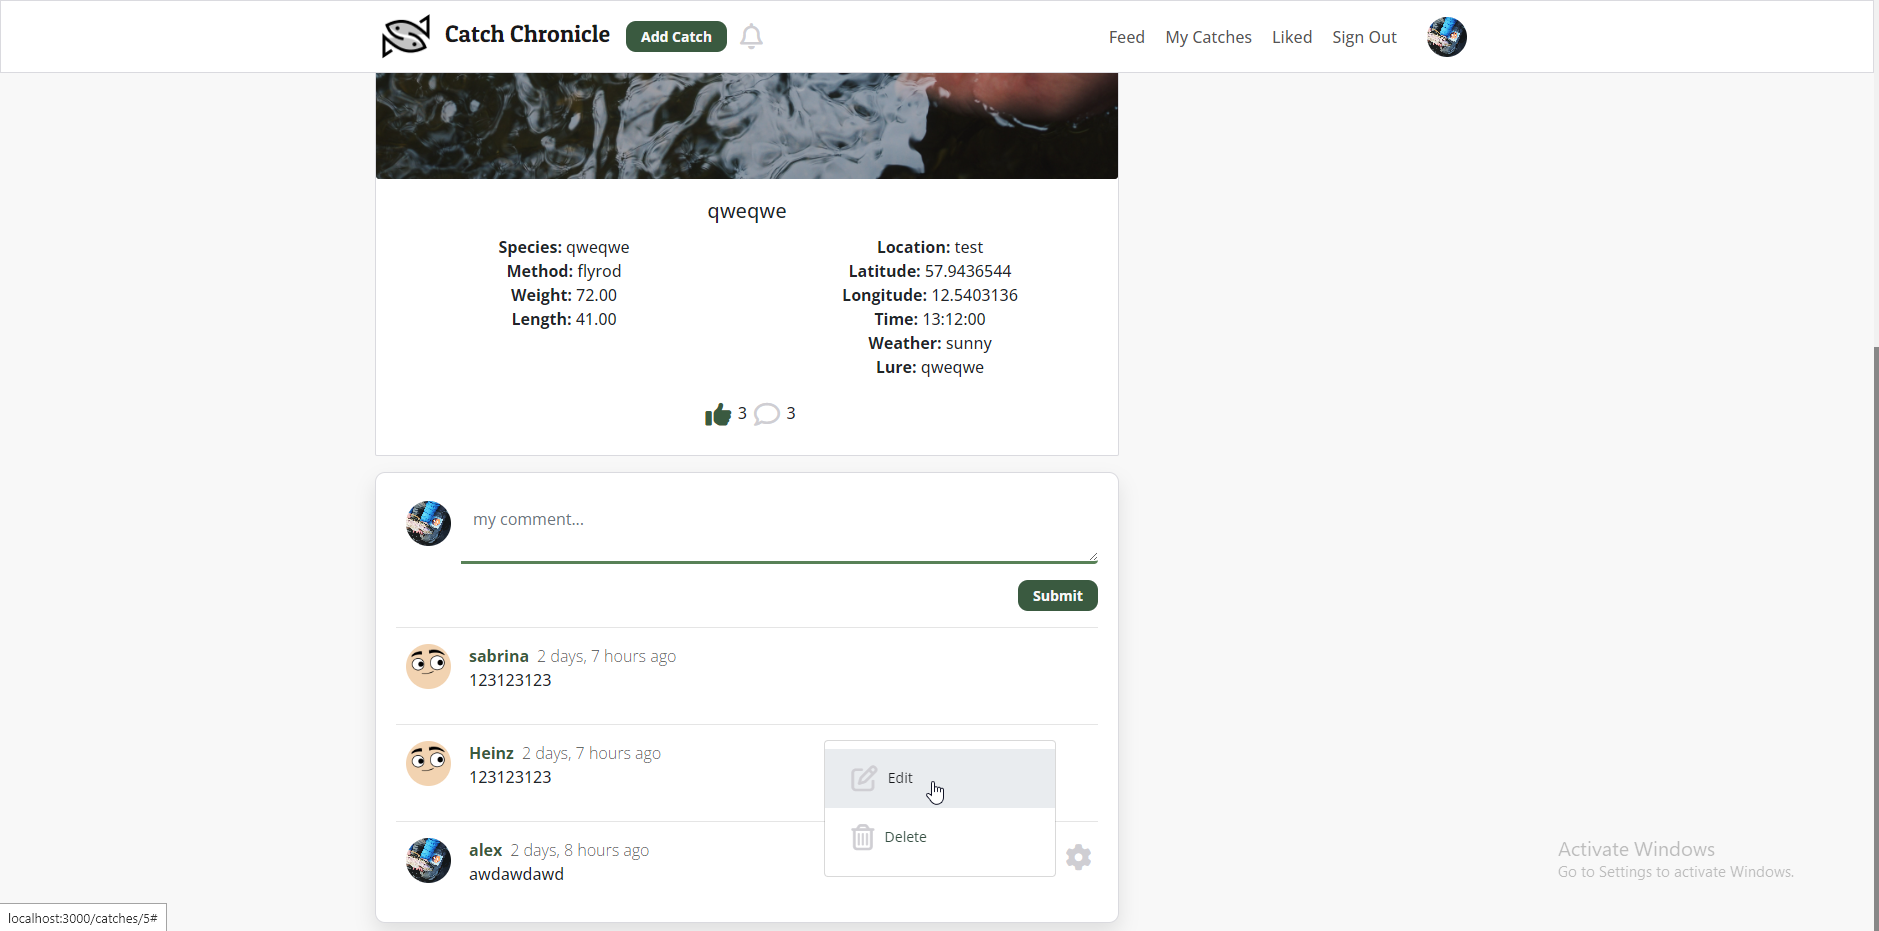 Catch Chronicle
Add Catch
Feed
My Catches
Liked
Sign Out
qweqwe
Species: qweqwe
Method: flyrod
Weight: 72.00
Length: 41.00
Location: test
Latitude: 57.9436544
Longitude: 12.5403136
Time: 13:12:00
Weather: sunny
Lure: qweqwe
3
3
my comment...
Submit
sabrina 2 days, 7 hours ago
123123123
Heinz 2 days, 7 hours ago
123123123
Edit
Delete
alex 2 days, 8 hours ago
awdawdawd
Activate Windows
Go to Settings to activate Windows.
localhost:3000/catches/5#